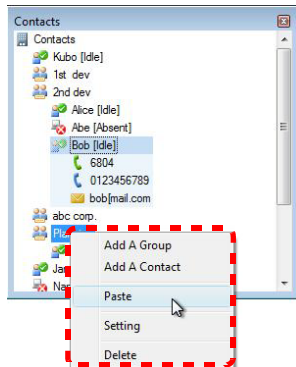 Contacts
Contacts
Kubo [Idle]
1st dev
2nd dev
Alice [Idle]
Abe [Absent]
Bob [Idle]
6804
0123456789
bob[mail.com
abc corp.
Add A Group
Add A Contact
Paste
Setting
Delete